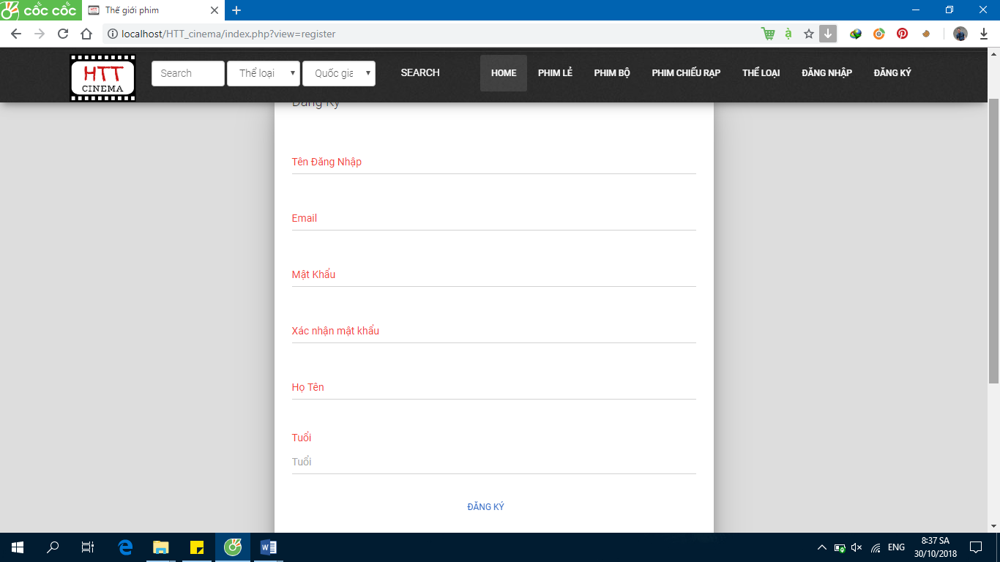 cốc cốc
Thế giới phim
localhost/HTT_cinema/index.php?view=register
HTT
CINEMA
Search
Thể loại
Quốc gia
SEARCH
HOME
PHIM LẺ
PHIM BỘ
PHIM CHIẾU RẠP
THỂ LOẠI
ĐĂNG NHẬP
ĐĂNG KÝ
Đăng Ký
Tên Đăng Nhập
Email
Mật Khẩu
Xác nhận mật khẩu
Họ Tên
Tuổi
Tuổi
ĐĂNG KÝ
ENG
8:37 SA
30/10/2018